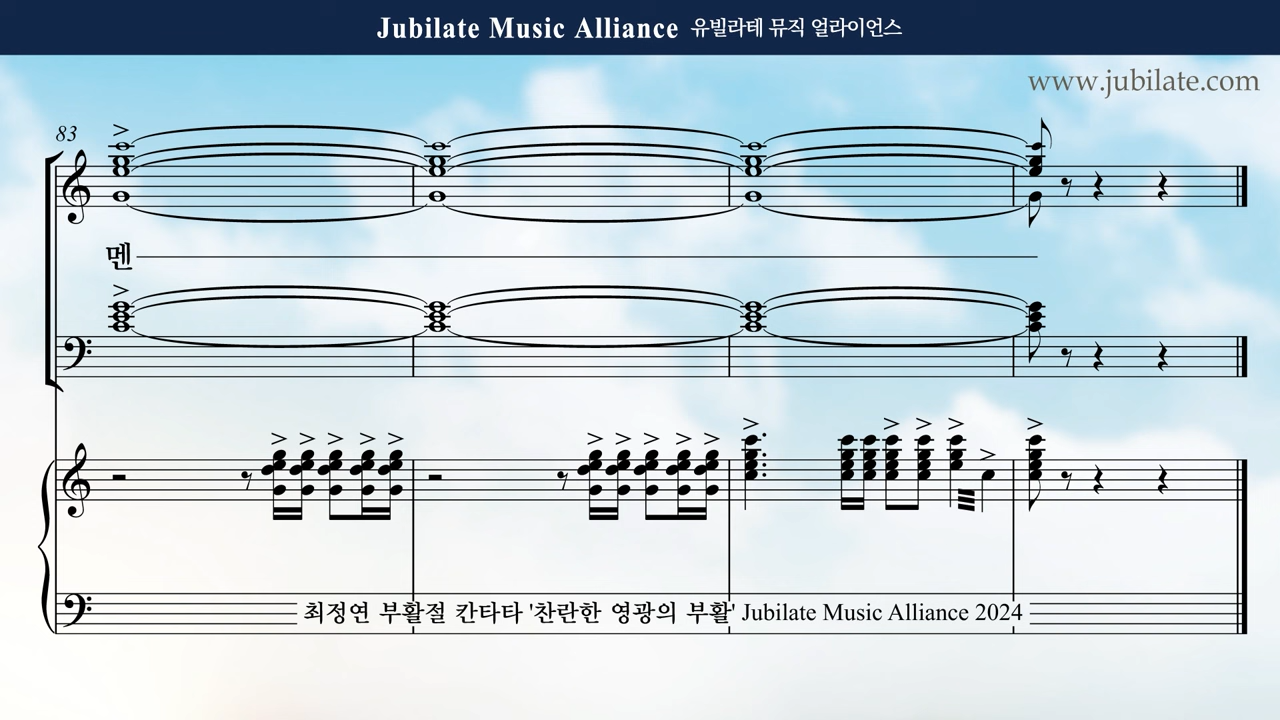 Jubilate Music Alliance 유빌라테 뮤직 얼라이언스
www.jubilate.com
83
멘
최정연 부활절 칸타타 '찬란한 영광의 부활' Jubilate Music Alliance 2024